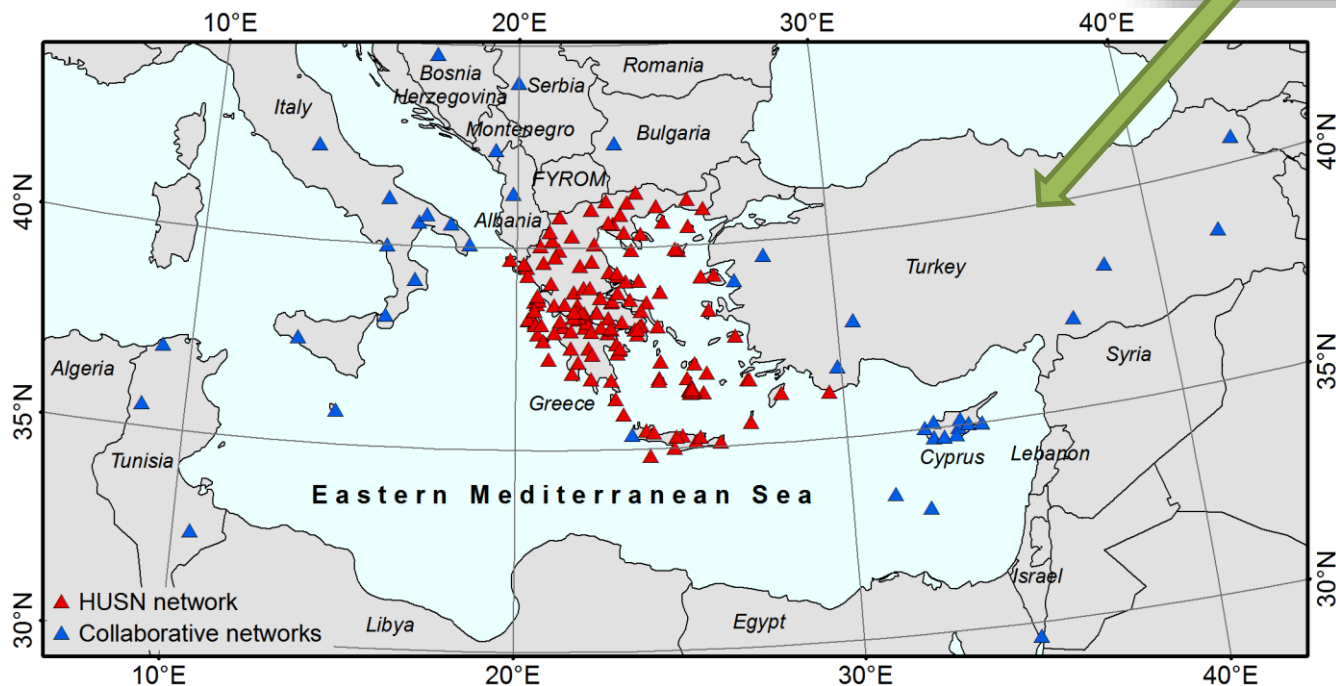 10°E 20°E 30°E 40°E
Bosnia
Herzegovina
Serbia
Romania
Italy
Montenegro
Bulgaria
FYROM
Albania
40°N
40°N
Turkey
Algeria
Syria
35°N
35°N
Greece
Tunisia
Cyprus
Lebanon
Eastern Mediterranean Sea
Israel
HUSN network
Collaborative networks
Libya
Egypt
30°N
30°N
10°E 20°E 30°E 40°E